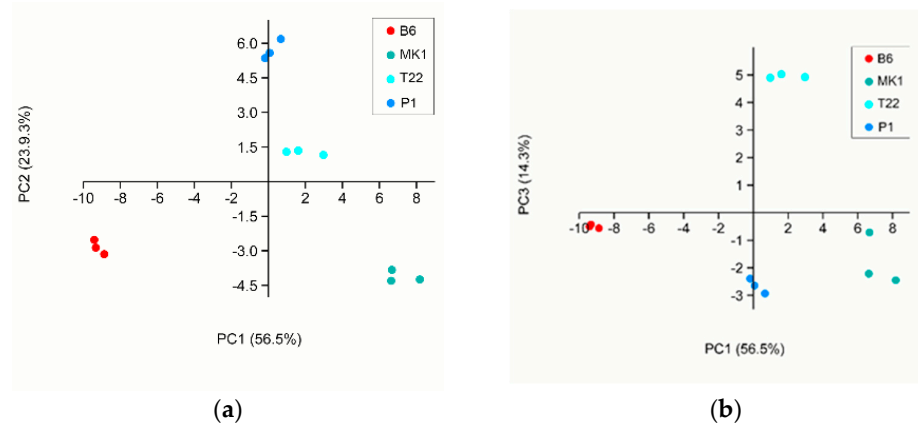 B6
MK1
T22
P1
6.0
4.5
3.0
1.5
-10 -8 -6 -4 -2 2 4 6 8
-1.5
-3.0
-4.5
PC2 (23.9.3%)
PC1 (56.5%)
(a)
B6
MK1
T22
P1
5
4
3
2
1
-10 -8 -6 -4 -2 2 4 6 8
-1
-2
-3
PC3 (14.3%)
PC1 (56.5%)
(b)